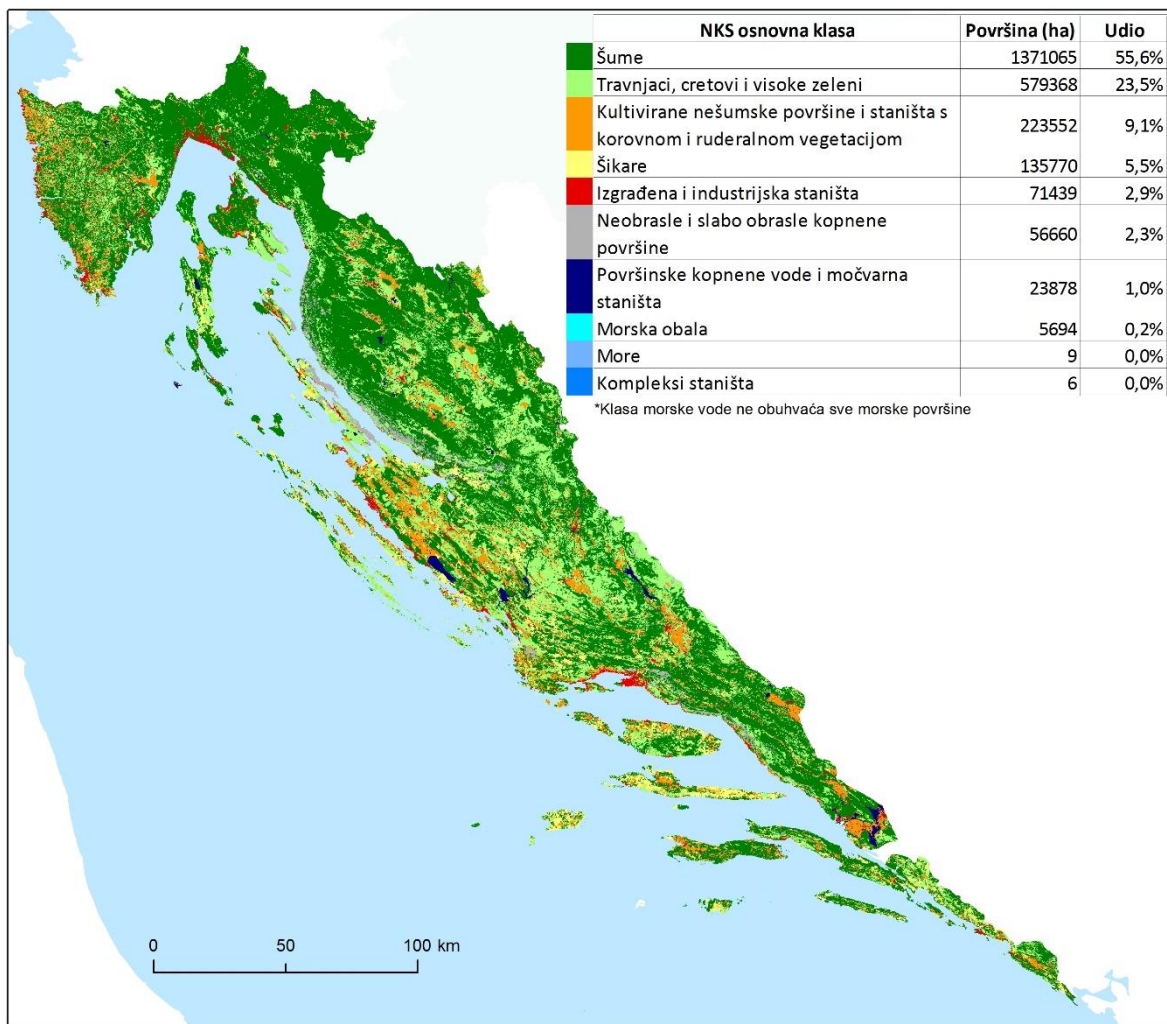 NKS osnovna klasa Površina (ha) Udio
Šume 1371065 55,6%
Travnjaci, cretovi i visoke zeleni 579368 23,5%
Kultivirane nešumske površine i staništa s
korovnom i ruderalnom vegetacijom 223552 9,1%
Šikare 135770 5,5%
Izgrađena i industrijska staništa 71439 2,9%
Neobrasle i slabo obrasle kopnene
površine 56660 2,3%
Površinske kopnene vode i močvarna
staništa 23878 1,0%
Morska obala 5694 0,2%
More 9 0,0%
Kompleksi staništa 6 0,0%
*Klasa morske vode ne obuhvaća sve morske površine
0 50 100 km